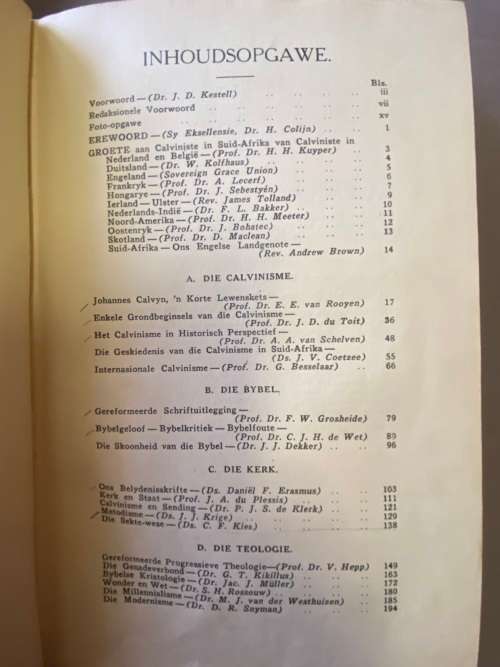 INHOUDSOPGAWE.
Bls.
Voorwoord—(Dr. J. D. Kestell) .. .. .. .. iii
Redaksionele Voorwoord .. .. .. .. vii
Foto-opgawe .. .. .. .. xv
EREWOORD—(Sy Eksellensie, Dr. H. Colijn) .. .. 1
GROETE aan Calviniste in Suid-Afrika van Calviniste in
Nederland en België—(Prof. Dr. H. H. Kuyper) .. 3
Duitsland—(Dr. W. Kolfhaus) .. .. .. 4
Engeland—(Sovereign Grace Union) .. .. .. 5
Frankryk—(Prof. Dr. A. Lecerf) .. .. .. 6
Hongarye—(Prof. Dr. J. Sebestyén) .. .. .. 7
Ierland—Ulster—(Rev. James Tolland) .. .. 9
Nederlands-Indië—(Dr. F. L. Bakker) .. .. .. 10
Noord-Amerika—(Prof. Dr. H. H. Meeter) .. .. 11
Oostenryk—(Prof. Dr. J. Bohatec) .. .. .. 12
Skotland—(Prof. Dr. D. Maclean) .. .. .. 13
Suid-Afrika—Ons Engelse Landgenote—
(Rev. Andrew Brown) .. 14
A. DIE CALVINISME.
Johannes Calvyn, 'n Korte Lewenskets—
(Prof. Dr. E. E. van Rooyen) 17
Enkele Grondbeginsels van die Calvinisme—
(Prof. Dr. J. D. du Toit) 36
Het Calvinisme in Historisch Perspectief—
(Prof. Dr. A. A. van Schelven) 48
Die Geskiedenis van die Calvinisme in Suid-Afrika—
(Ds. J. V. Coetzee) 55
Internasionale Calvinisme—(Prof. Dr. G. Besselaar) .. 66
B. DIE BYBEL.
Gereformeerde Schriftuitlegging—
(Prof. Dr. F. W. Grosheide) 79
Bybelgeloof—Bybelkritiek—Bybelfoute—
(Prof. Dr. C. J. H. de Wet) 89
Die Skoonheid van die Bybel—(Dr. J. J. Dekker) .. .. 96
C. DIE KERK.
Ons Belydenisskrifte—(Ds. Daniël F. Erasmus) .. .. 103
Kerk en Staat—(Prof. J. A. du Plessis) .. .. .. 111
Calvinisme en Sending—(Dr. P. J. S. de Klerk) .. .. 121
Metodisme—(Ds. J. J. Krige) .. .. .. 129
Die Sekte-wese—(Ds. C. F. Kies) .. .. .. 138
D. DIE TEOLOGIE.
Gereformeerde Progressieve Theologie—(Prof. Dr. V. Hepp) 149
Die Genadeverbond—(Dr. G. T. Kikillus) .. .. 163
Bybelse Kristologie—(Dr. Jac. J. Müller) .. .. .. 172
Wonder en Wet—(Dr. S. H. Rossouw) .. .. .. 180
Die Millennialisme—(Dr. M. J. van der Westhuizen) .. 185
Die Modernisme—(Dr. D. R. Snyman) .. .. .. 194